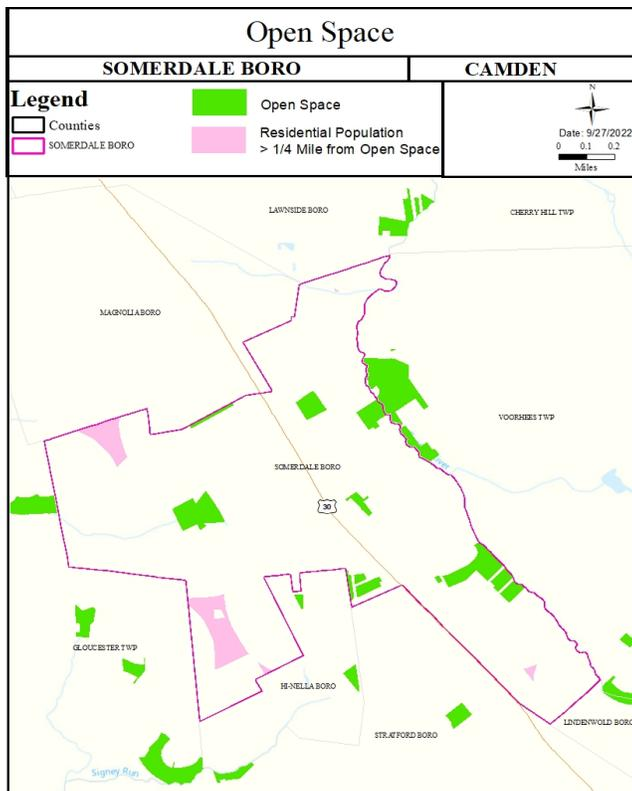 Open Space
SOMERDALE BORO
CAMDEN
Legend
Counties
SOMERDALE BORO
Open Space
Residential Population
> 1/4 Mile from Open Space
N
Date: 9/27/2022
0 0.1 0.2
Miles
LAWNSIDE BORO
CHERRY HILL TWP
MAGNOLIA BORO
VOORHEES TWP
SOMERDALE BORO
30
GLOUCESTER TWP
HI-NELLA BORO
LINDENWOLD BORO
STRATFORD BORO
Signey Run